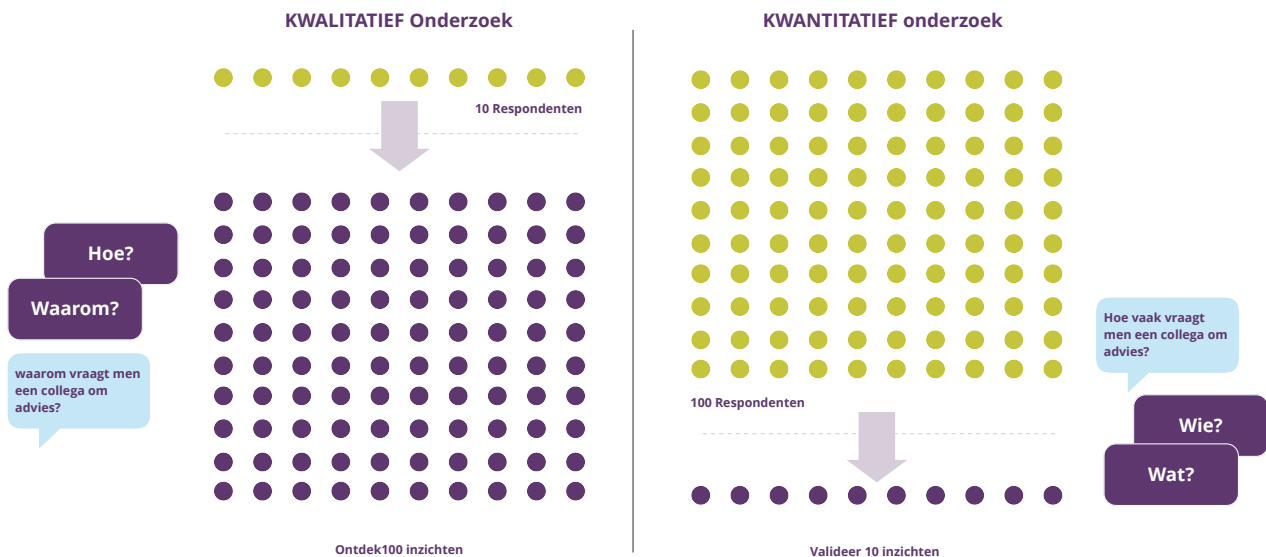 KWALITATIEF Onderzoek
10 Respondenten
Hoe?
Waarom?
waarom vraagt men
een collega om
advies?
Ontdek100 inzichten
KWANTITATIEF onderzoek
100 Respondenten
Hoe vaak vraagt
men een collega om
advies?
Wie?
Wat?
Valideer 10 inzichten